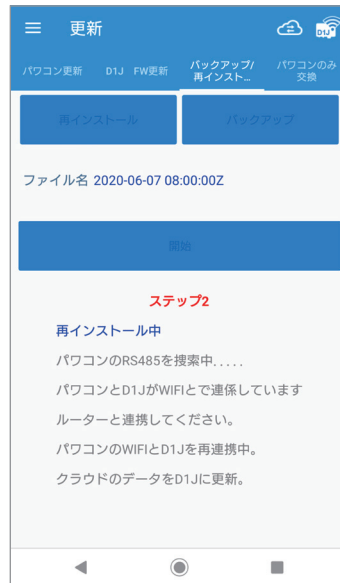 更新
D1J
パワコン更新 D1J FW更新 バックアップ/ パワコンのみ
再インスト... 交換
再インストール バックアップ
ファイル名 2020-06-07 08:00:00Z
開始
ステップ2
再インストール中
パワコンのRS485を捜索中.....
パワコンとD1JがWIFIとで連係しています
ルーターと連携してください。
パワコンのWIFIとD1Jを再連携中。
クラウドのデータをD1Jに更新。